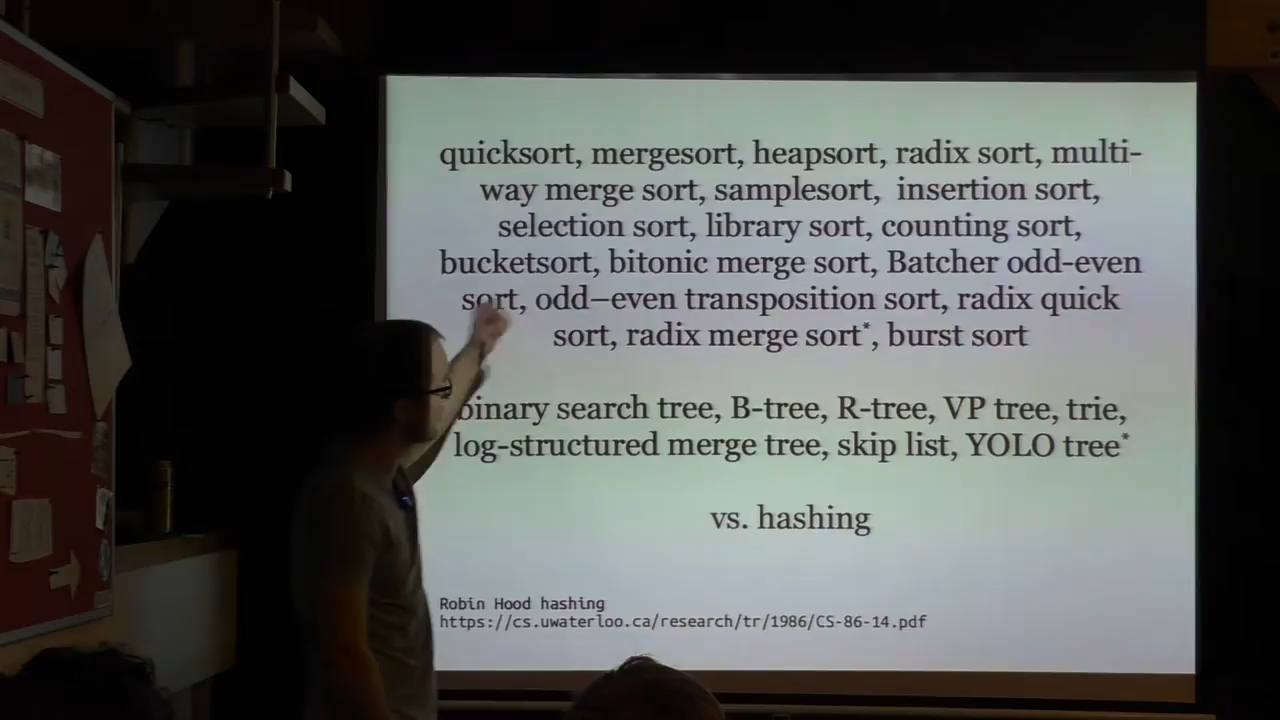 quicksort, mergesort, heapsort, radix sort, multi-
way merge sort, samplesort, insertion sort,
selection sort, library sort, counting sort,
bucketsort, bitonic merge sort, Batcher odd-even
sort, odd–even transposition sort, radix quick
sort, radix merge sort*, burst sort
binary search tree, B-tree, R-tree, VP tree, trie,
log-structured merge tree, skip list, YOLO tree*
vs. hashing
Robin Hood hashing
https://cs.uwaterloo.ca/research/tr/1986/CS-86-14.pdf